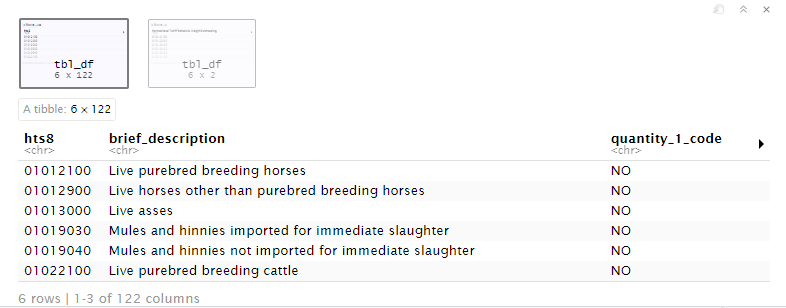 tbl_df
6 x 122
tbl_df
6 x 2
A tibble: 6 × 122
hts8 brief_description quantity_1_code
<chr> <chr> <chr>
01012100 Live purebred breeding horses NO
01012900 Live horses other than purebred breeding horses NO
01013000 Live asses NO
01019030 Mules and hinnies imported for immediate slaughter NO
01019040 Mules and hinnies not imported for immediate slaughter NO
01022100 Live purebred breeding cattle NO
6 rows | 1-3 of 122 columns